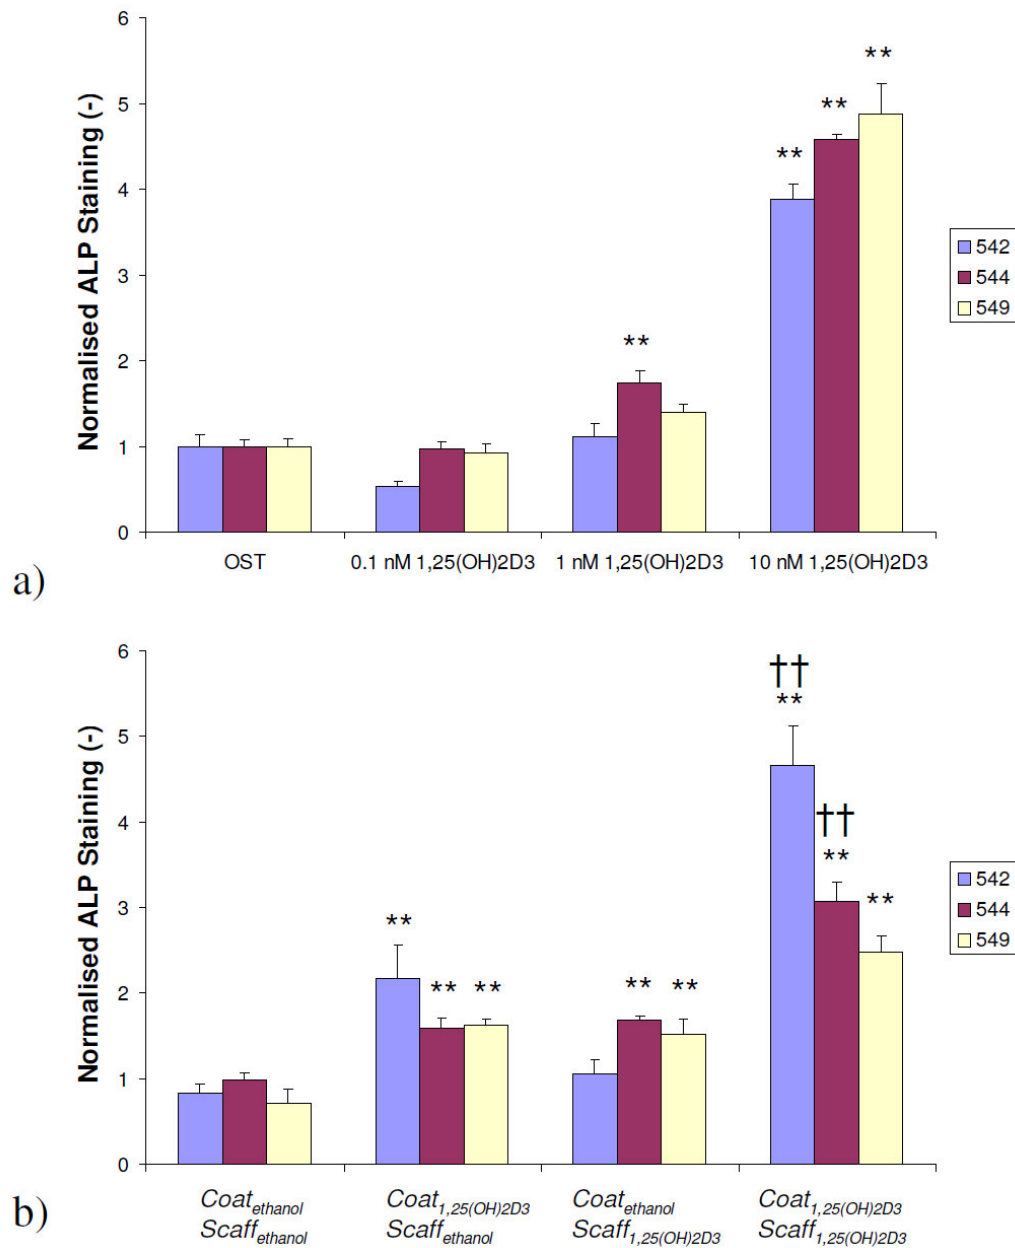 6
5
4
3
2
1
0
Normalised ALP Staining (-)
**
**
**
**
542
544
549
OST
0.1 nM 1,25(OH)2D3
1 nM 1,25(OH)2D3
10 nM 1,25(OH)2D3
a)
6
5
4
3
2
1
0
Normalised ALP Staining (-)
**
**
**
**
**
††
**
††
**
**
542
544
549
Coatethanol
Scaffethanol
Coat1,25(OH)2D3
Scaffethanol
Coatethanol
Scaff1,25(OH)2D3
Coat1,25(OH)2D3
Scaff1,25(OH)2D3
b)